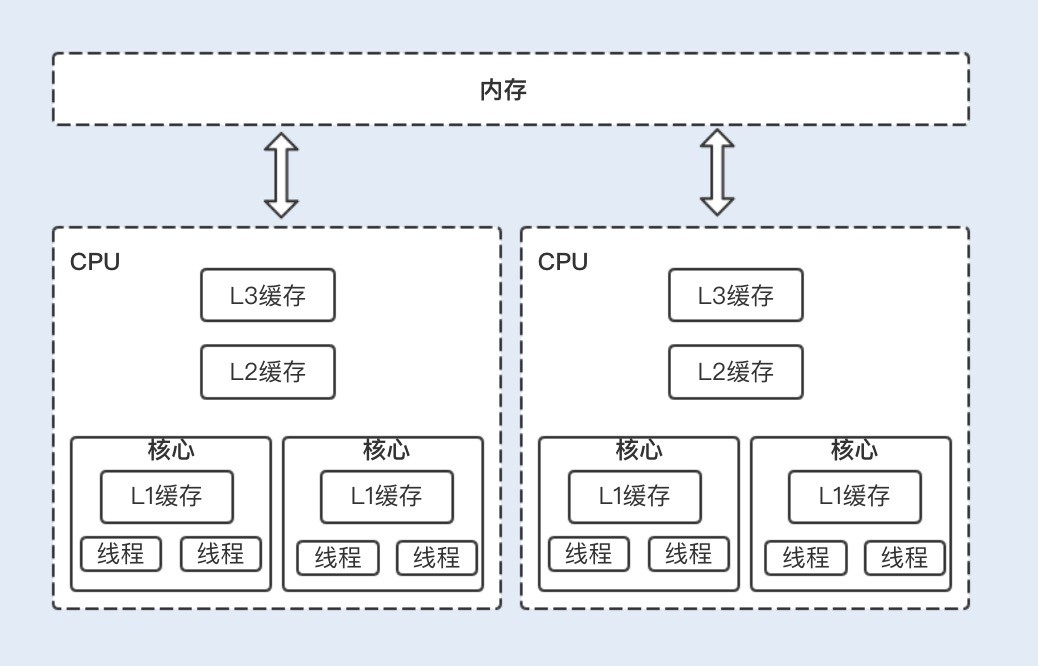 内存
CPU
L3缓存
L2缓存
核心
L1缓存
线程
线程
核心
L1缓存
线程
线程
CPU
L3缓存
L2缓存
核心
L1缓存
线程
线程
核心
L1缓存
线程
线程